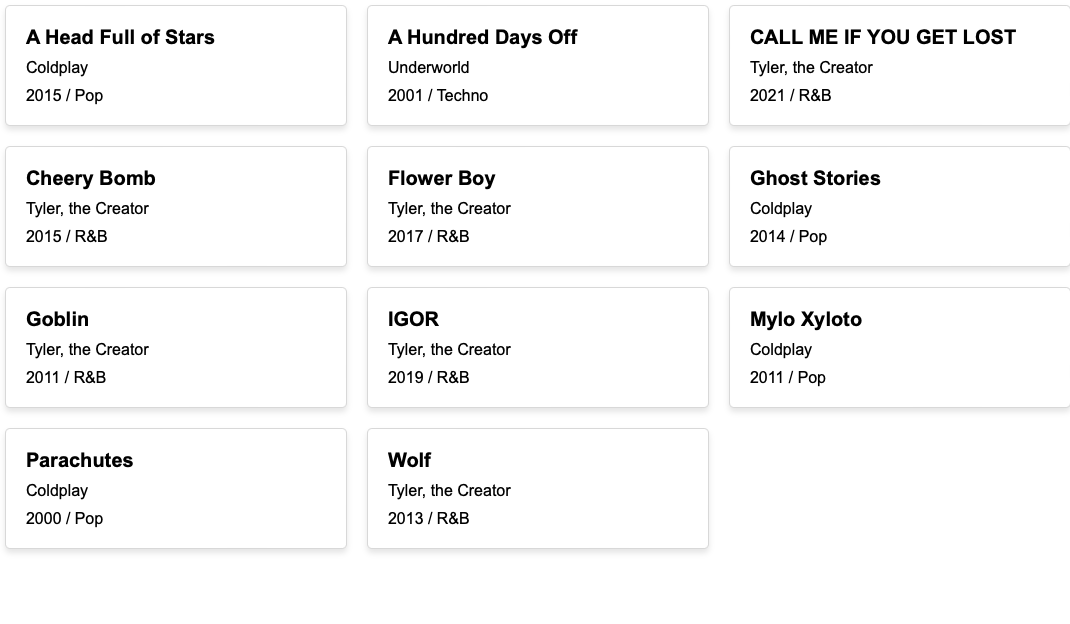 A Head Full of Stars
Coldplay
2015 / Pop
A Hundred Days Off
Underworld
2001 / Techno
CALL ME IF YOU GET LOST
Tyler, the Creator
2021 / R&B
Cheery Bomb
Tyler, the Creator
2015 / R&B
Flower Boy
Tyler, the Creator
2017 / R&B
Ghost Stories
Coldplay
2014 / Pop
Goblin
Tyler, the Creator
2011 / R&B
IGOR
Tyler, the Creator
2019 / R&B
Mylo Xyloto
Coldplay
2011 / Pop
Parachutes
Coldplay
2000 / Pop
Wolf
Tyler, the Creator
2013 / R&B